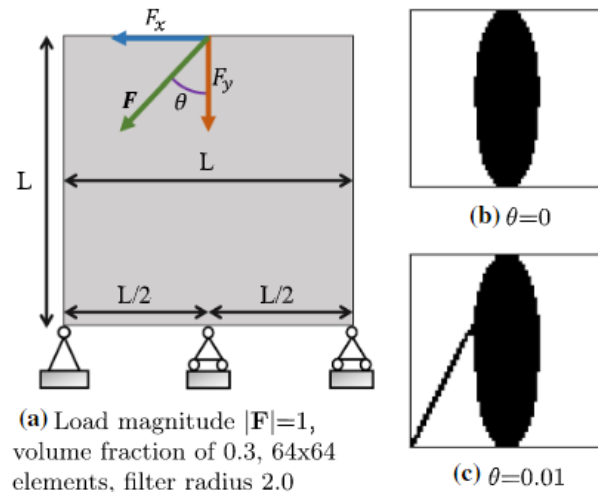 F_x
F_y
F
θ
L
L
L/2
L/2
(a) Load magnitude |F|=1,
volume fraction of 0.3, 64x64
elements, filter radius 2.0
(b) θ=0
(c) θ=0.01